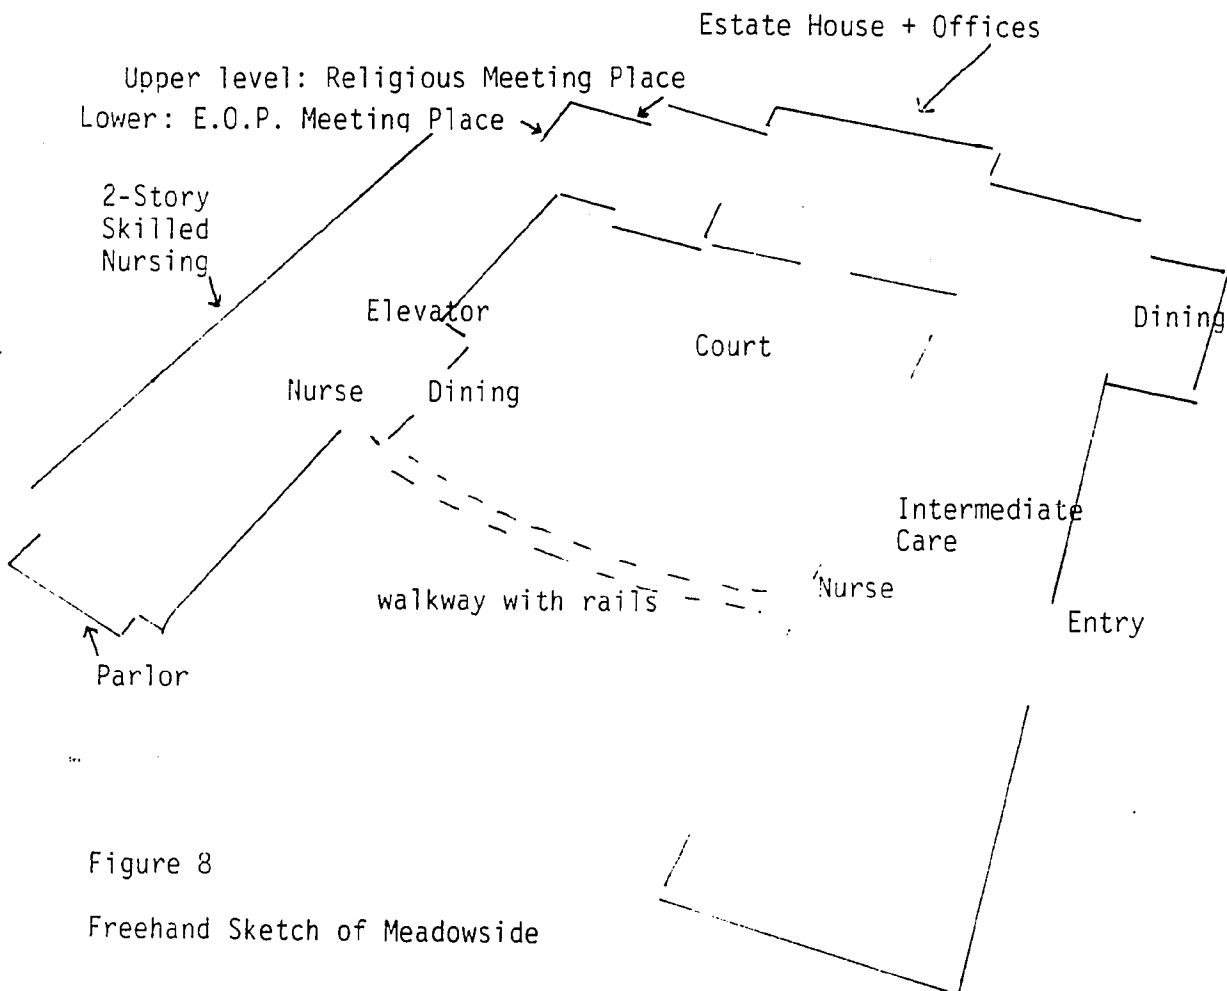 Estate House + Offices
Upper level: Religious Meeting Place
Lower: E.O.P. Meeting Place
2-Story
Skilled
Nursing
Elevator
Dining
Court
Nurse
Dining
Intermediate
Care
Nurse
walkway with rails
Entry
Parlor
Figure 8
Freehand Sketch of Meadowside